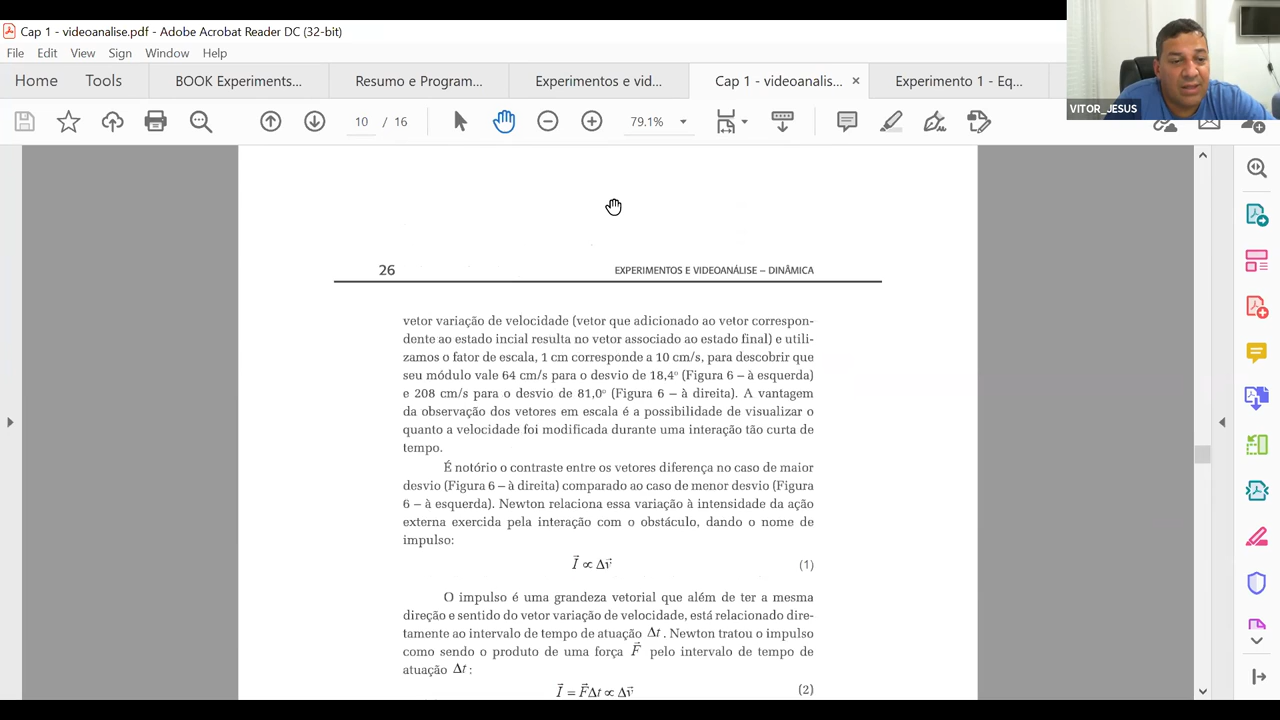 Cap 1 - videoanalise.pdf - Adobe Acrobat Reader DC (32-bit)
File Edit View Sign Window Help
Home Tools BOOK Experiments... Resumo e Program... Experimentos e vid... Cap 1 - videoanalis... × Experimento 1 - Eq...
10 / 16 79.1%
VITOR_JESUS
26 EXPERIMENTOS E VIDEOANÁLISE – DINÂMICA
vetor variação de velocidade (vetor que adicionado ao vetor correspon-
dente ao estado incial resulta no vetor associado ao estado final) e utili-
zamos o fator de escala, 1 cm corresponde a 10 cm/s, para descobrir que
seu módulo vale 64 cm/s para o desvio de 18,4º (Figura 6 – à esquerda)
e 208 cm/s para o desvio de 81,0º (Figura 6 – à direita). A vantagem
da observação dos vetores em escala é a possibilidade de visualizar o
quanto a velocidade foi modificada durante uma interação tão curta de
tempo.
É notório o contraste entre os vetores diferença no caso de maior
desvio (Figura 6 – à direita) comparado ao caso de menor desvio (Figura
6 – à esquerda). Newton relaciona essa variação à intensidade da ação
externa exercida pela interação com o obstáculo, dando o nome de
impulso:
I⃗ ∝ Δv⃗ (1)
O impulso é uma grandeza vetorial que além de ter a mesma
direção e sentido do vetor variação de velocidade, está relacionado dire-
tamente ao intervalo de tempo de atuação Δt. Newton tratou o impulso
como sendo o produto de uma força F⃗ pelo intervalo de tempo de
atuação Δt:
I⃗ = F⃗Δt ∝ Δv⃗ (2)